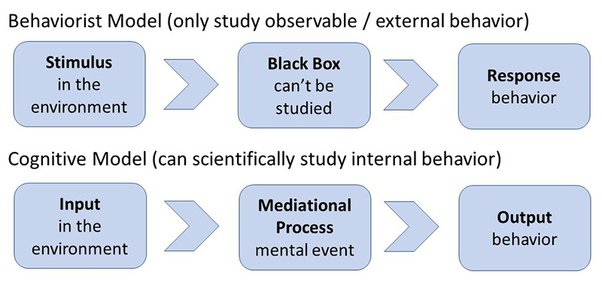 Behaviorist Model (only study observable / external behavior)
Stimulus
in the
environment
Black Box
can't be
studied
Response
behavior
Cognitive Model (can scientifically study internal behavior)
Input
in the
environment
Mediational
Process
mental event
Output
behavior